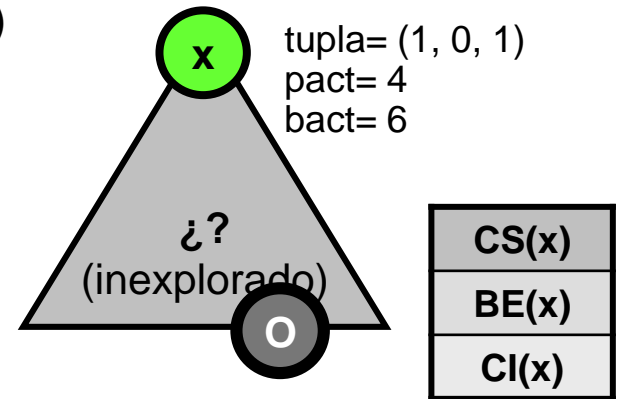 )
x
tupla= (1, 0, 1)
pact= 4
bact= 6
¿?
(inexplorado)
O
CS(x)
BE(x)
CI(x)